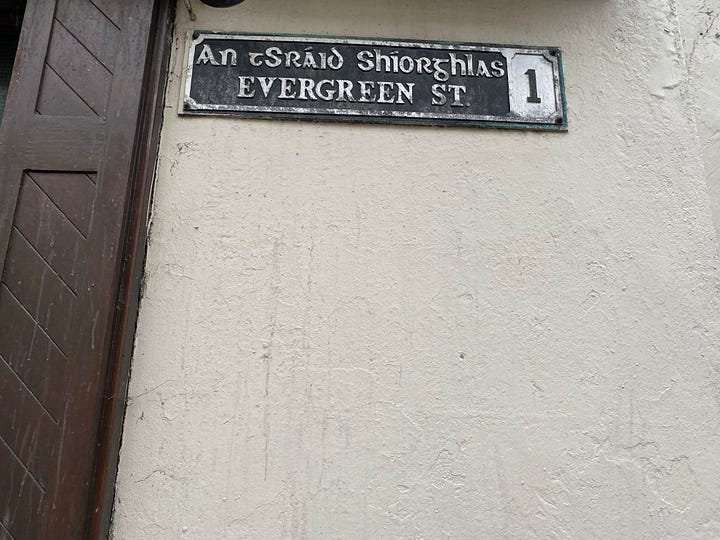 An tSráid Shíorghlas
EVERGREEN ST.
1